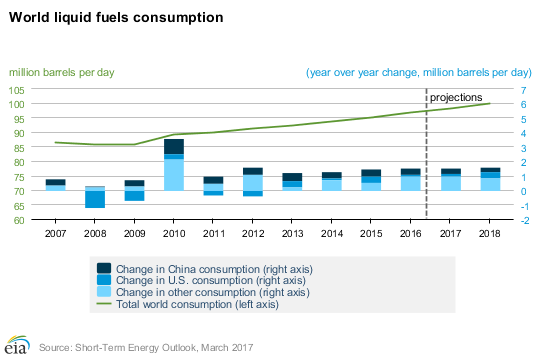 World liquid fuels consumption
million barrels per day (year over year change, million barrels per day)
105 7
100 projections 6
95 5
90 4
85 3
80 2
75 1
70 0
65 -1
60 -2
2007 2008 2009 2010 2011 2012 2013 2014 2015 2016 2017 2018
Change in China consumption (right axis)
Change in U.S. consumption (right axis)
Change in other consumption (right axis)
Total world consumption (left axis)
eia Source: Short-Term Energy Outlook, March 2017